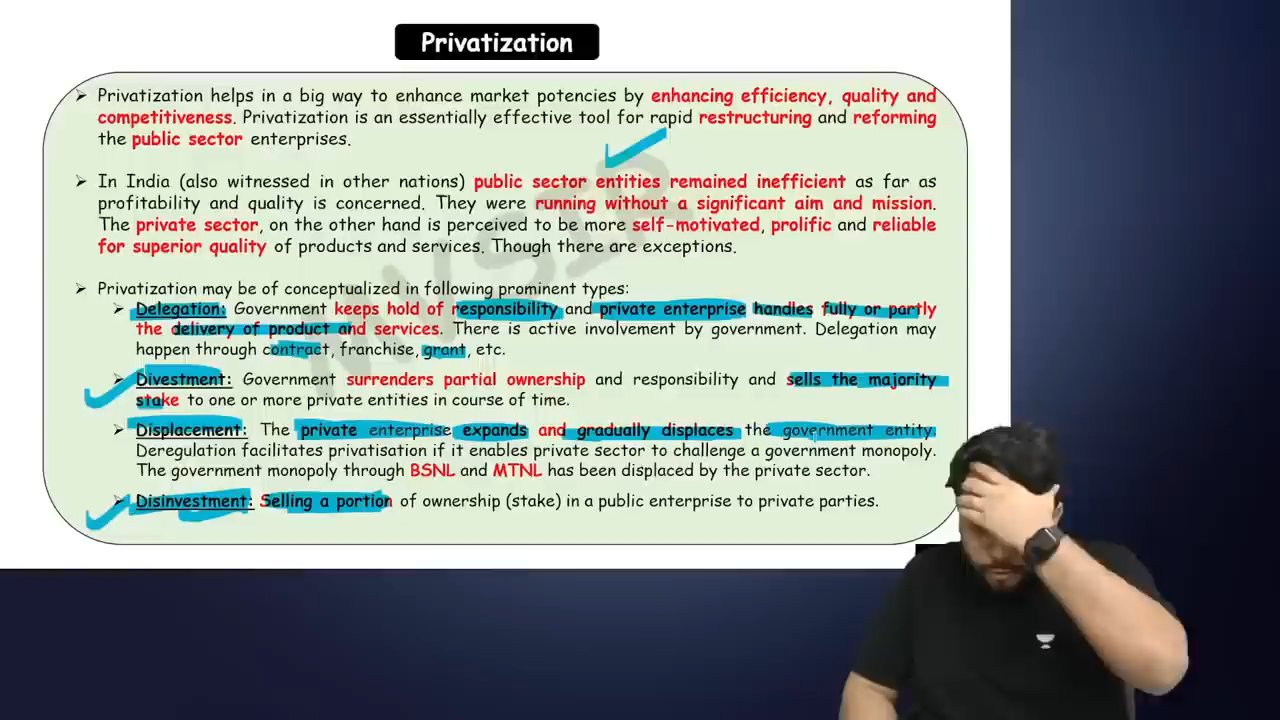 Privatization
➢ Privatization helps in a big way to enhance market potencies by enhancing efficiency, quality and
competitiveness. Privatization is an essentially effective tool for rapid restructuring and reforming
the public sector enterprises.
➢ In India (also witnessed in other nations) public sector entities remained inefficient as far as
profitability and quality is concerned. They were running without a significant aim and mission.
The private sector, on the other hand is perceived to be more self-motivated, prolific and reliable
for superior quality of products and services. Though there are exceptions.
➢ Privatization may be of conceptualized in following prominent types:
➢ Delegation: Government keeps hold of responsibility and private enterprise handles fully or partly
the delivery of product and services. There is active involvement by government. Delegation may
happen through contract, franchise, grant, etc.
➢ Divestment: Government surrenders partial ownership and responsibility and sells the majority
stake to one or more private entities in course of time.
➢ Displacement: The private enterprise expands and gradually displaces the government entity.
Deregulation facilitates privatisation if it enables private sector to challenge a government monopoly.
The government monopoly through BSNL and MTNL has been displaced by the private sector.
➢ Disinvestment: Selling a portion of ownership (stake) in a public enterprise to private parties.
MVSIR